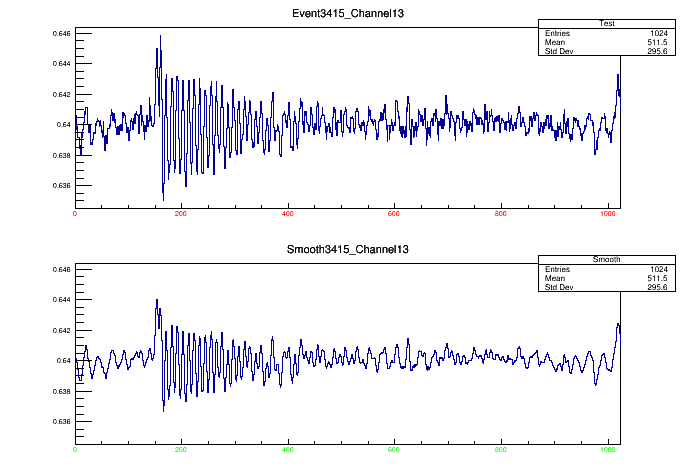 Event3415_Channel13
Test
Entries 1024
Mean 511.5
Std Dev 295.6
0.646
0.644
0.642
0.64
0.638
0.636
0 200 400 600 800 1000
Smooth3415_Channel13
Smooth
Entries 1024
Mean 511.5
Std Dev 295.6
0.646
0.644
0.642
0.64
0.638
0.636
0 200 400 600 800 1000